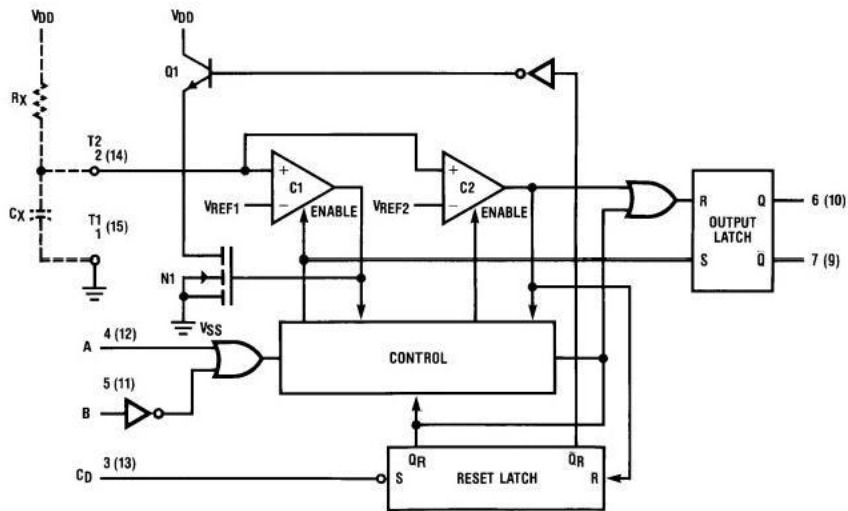 VDD
VDD
Q1
RX
T2
2 (14)
+
C1
−
VREF1
ENABLE
+
C2
−
VREF2
ENABLE
R
Q
6 (10)
OUTPUT
LATCH
S
Q̅
7 (9)
CX
T1
1 (15)
N1
VSS
A
4 (12)
CONTROL
5 (11)
B
QR
Q̅R
CD
3 (13)
S
RESET LATCH
R